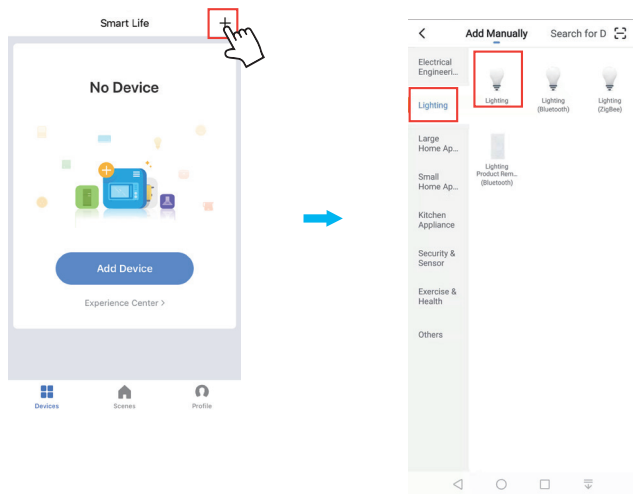 Smart Life
No Device
Add Device
Experience Center >
Devices
Scenes
Profile
Add Manually
Search for D
Electrical
Engineeri...
Lighting
Large
Home Ap...
Small
Home Ap...
Kitchen
Appliance
Security &
Sensor
Exercise &
Health
Others
Lighting
Lighting
(Bluetooth)
Lighting
(ZigBee)
Lighting
Product Rem...
(Bluetooth)